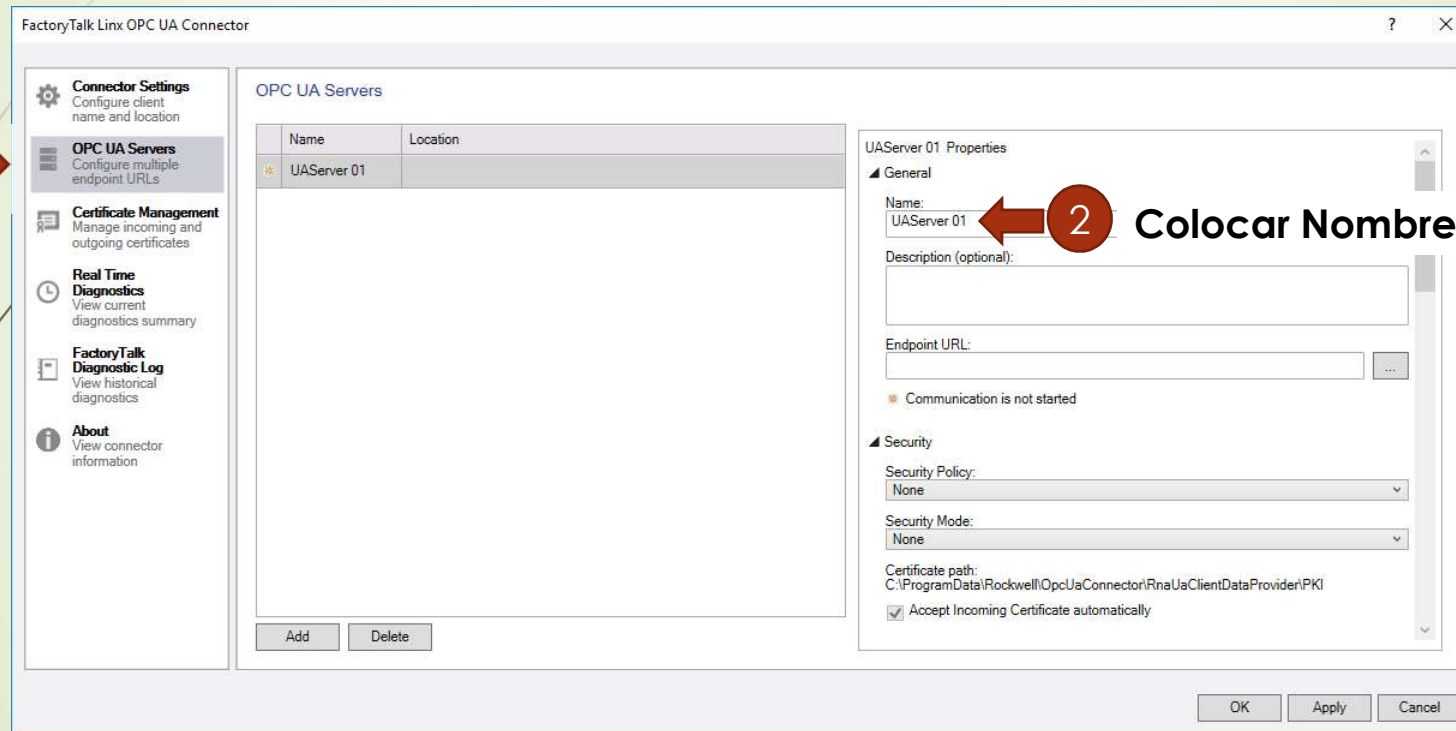 FactoryTalk Linx OPC UA Connector
?
Connector Settings
Configure client
name and location
OPC UA Servers
Configure multiple
endpoint URLs
Certificate Management
Manage incoming and
outgoing certificates
Real Time
Diagnostics
View current
diagnostics summary
FactoryTalk
Diagnostic Log
View historical
diagnostics
About
View connector
information
OPC UA Servers
Name Location
UAServer 01
Add Delete
UAServer 01 Properties
General
Name:
UAServer 01
2 Colocar Nombre
Description (optional):
Endpoint URL:
...
Communication is not started
Security
Security Policy:
None
Security Mode:
None
Certificate path:
C:\ProgramData\Rockwell\OpcUaConnector\RnaUaClientDataProvider\PKI
Accept Incoming Certificate automatically
OK Apply Cancel